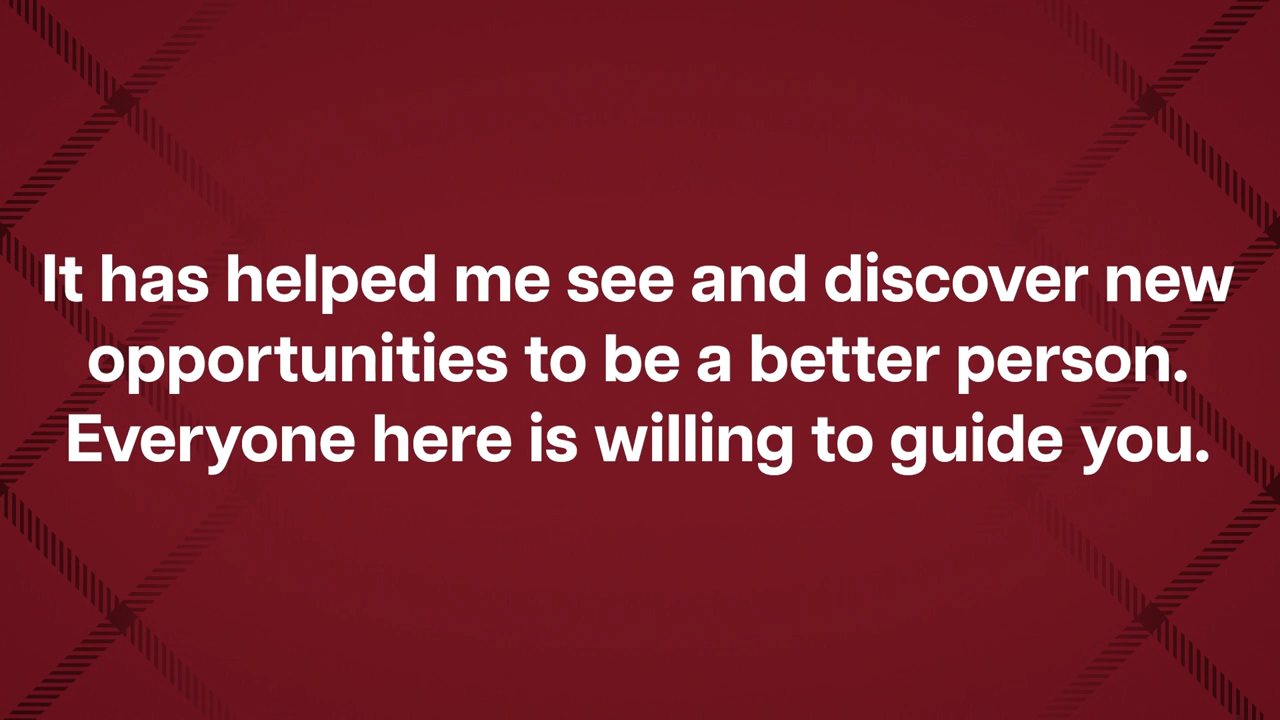 It has helped me see and discover new
opportunities to be a better person.
Everyone here is willing to guide you.